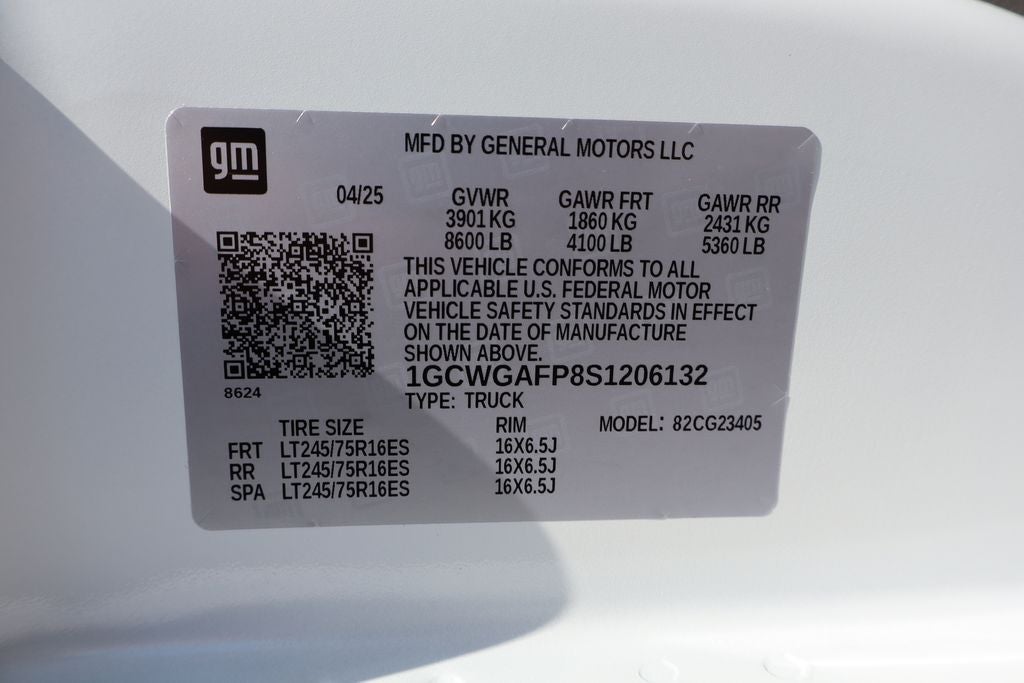 gm
MFD BY GENERAL MOTORS LLC
04/25 GVWR GAWR FRT GAWR RR
3901 KG 1860 KG 2431 KG
8600 LB 4100 LB 5360 LB
THIS VEHICLE CONFORMS TO ALL
APPLICABLE U.S. FEDERAL MOTOR
VEHICLE SAFETY STANDARDS IN EFFECT
ON THE DATE OF MANUFACTURE
SHOWN ABOVE.
8624
1GCWGAFP8S1206132
TYPE: TRUCK
TIRE SIZE RIM MODEL: 82CG23405
FRT LT245/75R16ES 16X6.5J
RR LT245/75R16ES 16X6.5J
SPA LT245/75R16ES 16X6.5J